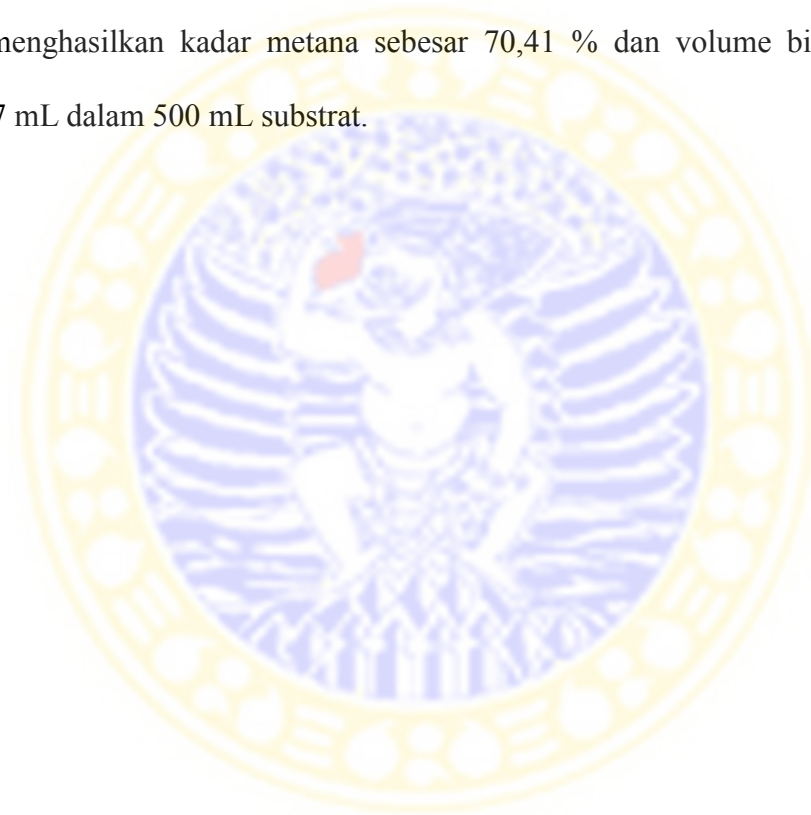 menghasilkan kadar metana sebesar 70,41 % dan volume bi
7 mL dalam 500 mL substrat.